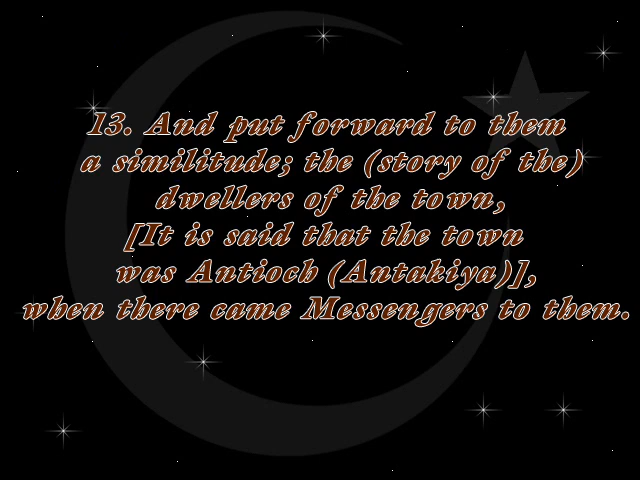 13. And put forward to them
a similitude; the (story of the)
dwellers of the town,
[It is said that the town
was Antioch (Antakiya)],
when there came Messengers to them.